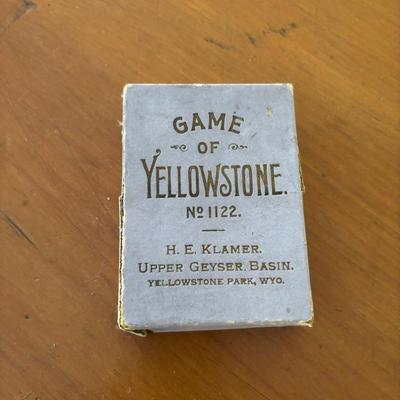 GAME
OF
YELLOWSTONE.
No 1122.
H. E. KLAMER.
UPPER GEYSER BASIN.
YELLOWSTONE PARK, WYO.